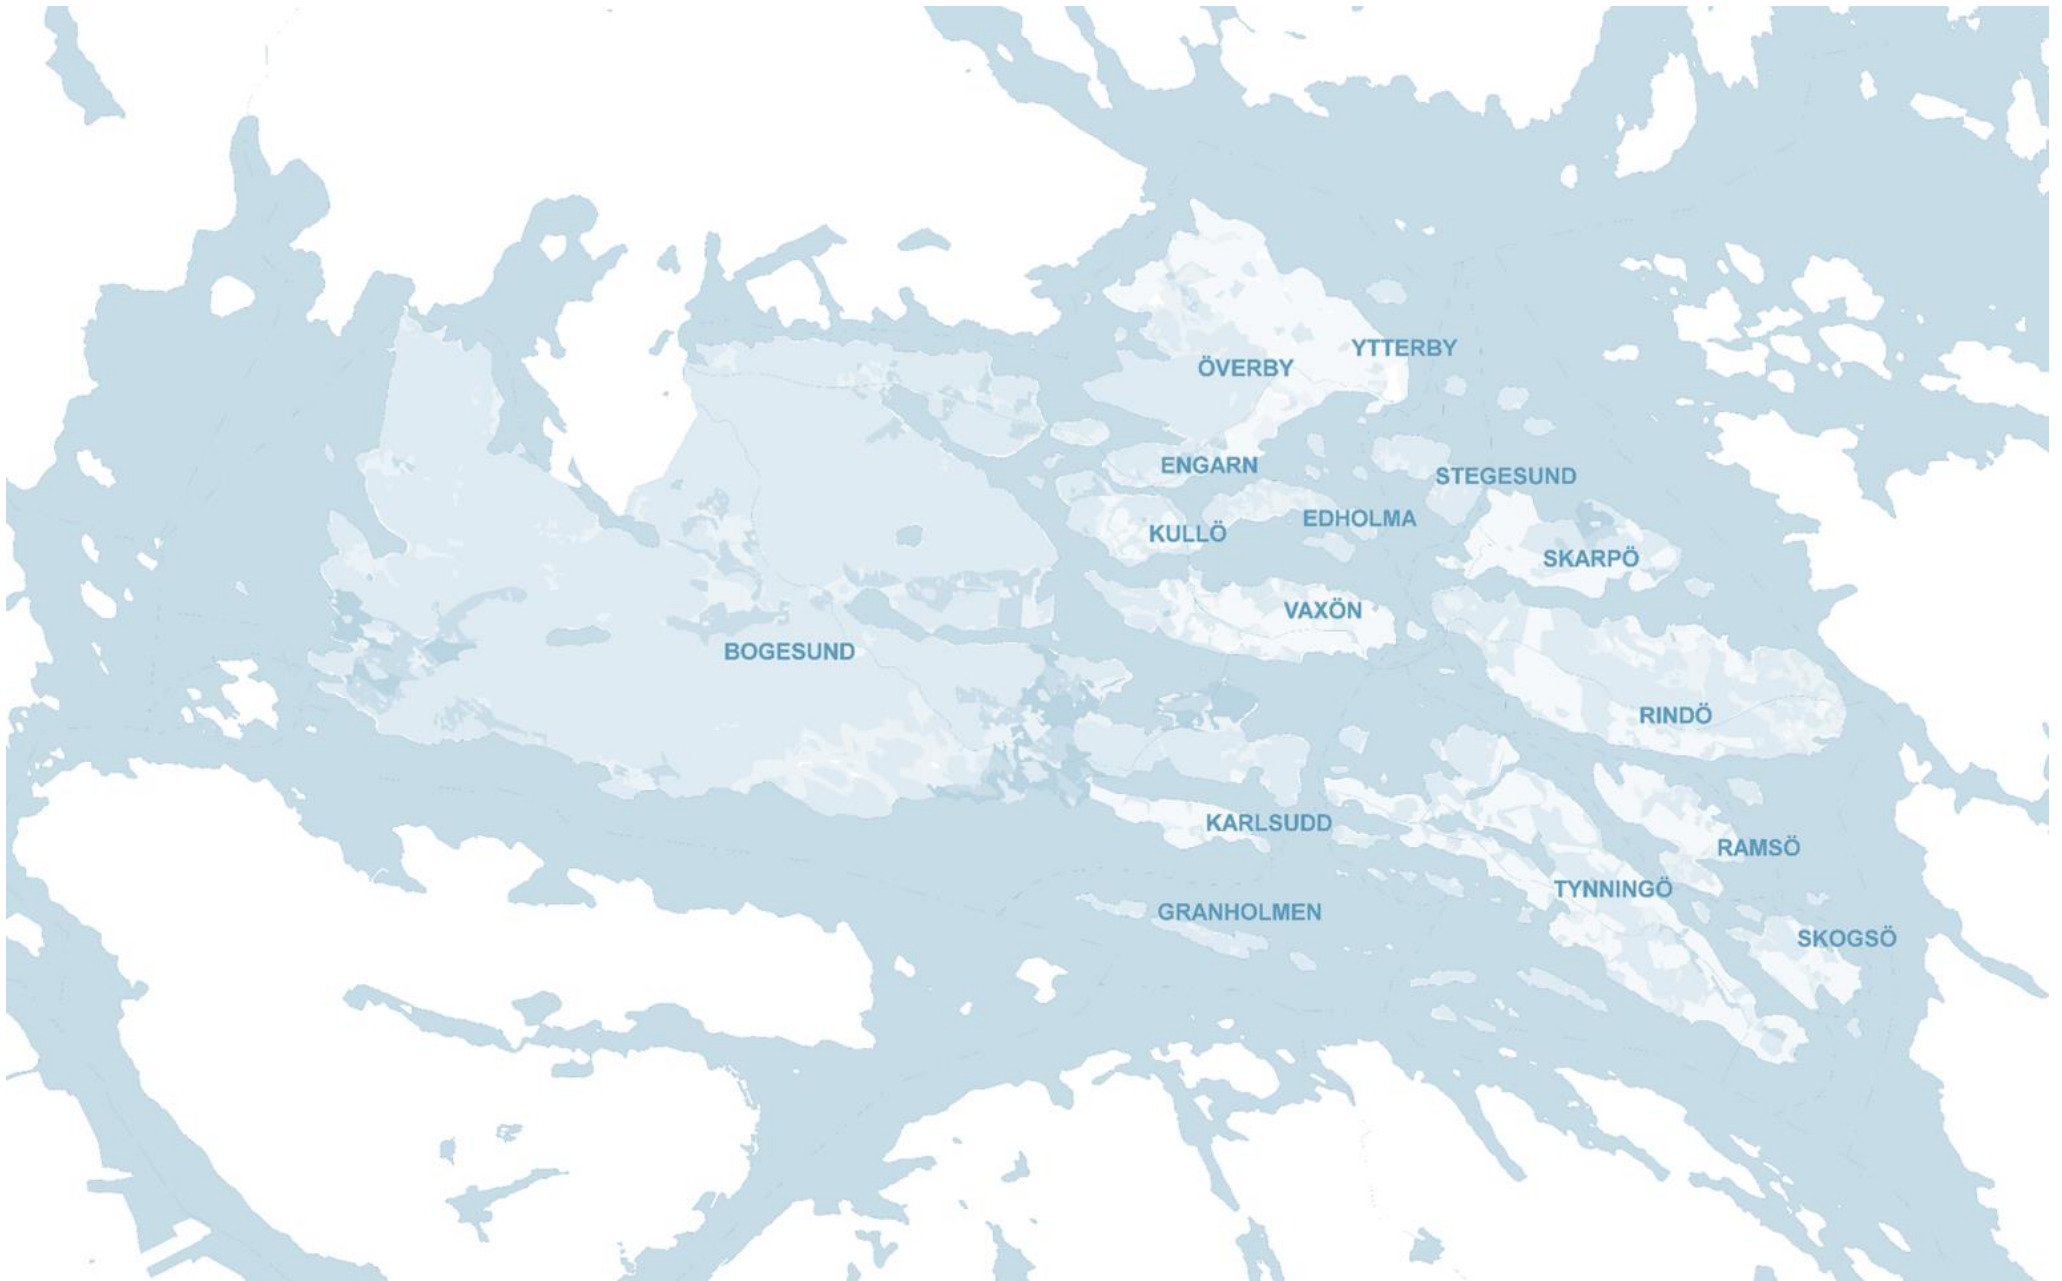 YTTERBY
ÖVERBY
ENGARN
STEGESUND
EDHOLMA
KULLÖ
SKARPÖ
VAXÖN
BOGESUND
RINDÖ
KARLSUDD
RAMSÖ
TYNNINGÖ
GRANHOLMEN
SKOGSÖ